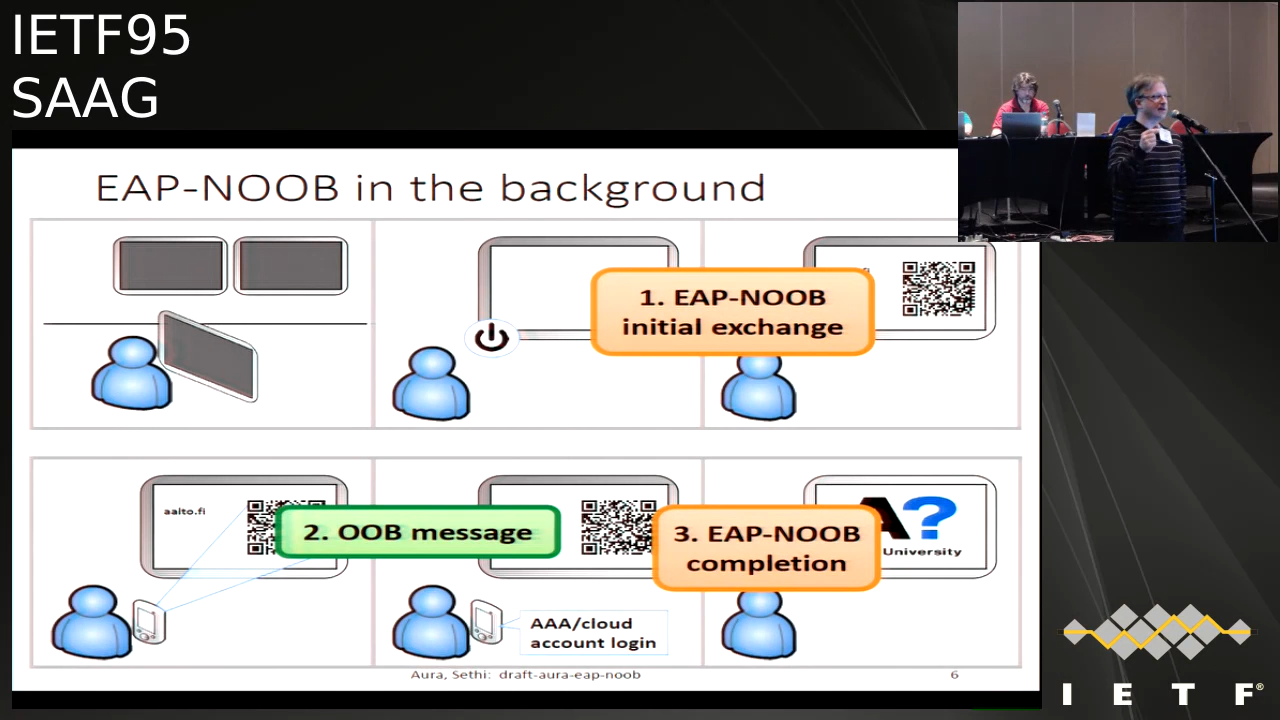 IETF95
SAAG
EAP-NOOB in the background
1. EAP-NOOB
initial exchange
aalto.fi
2. OOB message
3. EAP-NOOB
completion
A?
University
AAA/cloud
account login
Aura, Sethi: draft-aura-eap-noob
6
I E T F®